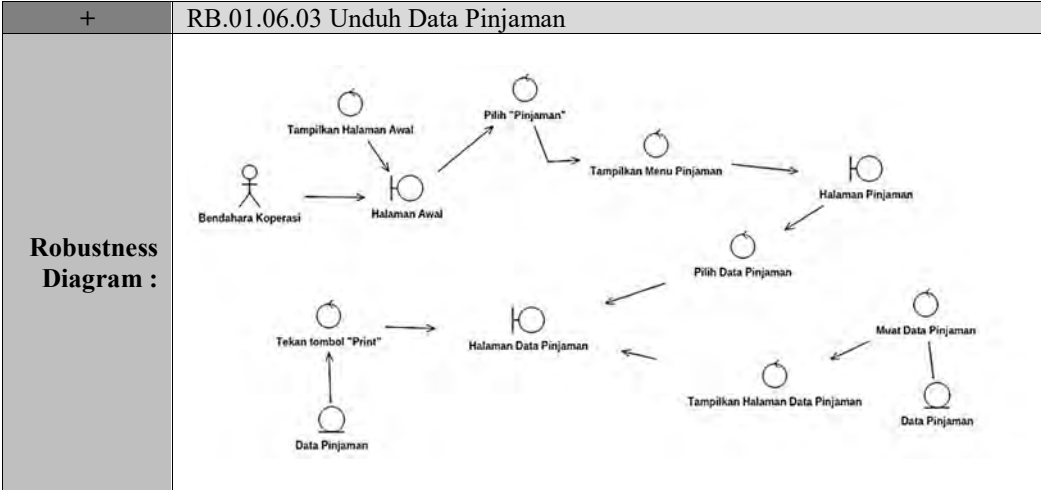 +
RB.01.06.03 Unduh Data Pinjaman
Robustness
Diagram :
Tampilkan Halaman Awal
Pilih "Pinjaman"
Tampilkan Menu Pinjaman
Halaman Pinjaman
Bendahara Koperasi
Halaman Awal
Pilih Data Pinjaman
Tekan tombol "Print"
Halaman Data Pinjaman
Muat Data Pinjaman
Tampilkan Halaman Data Pinjaman
Data Pinjaman
Data Pinjaman